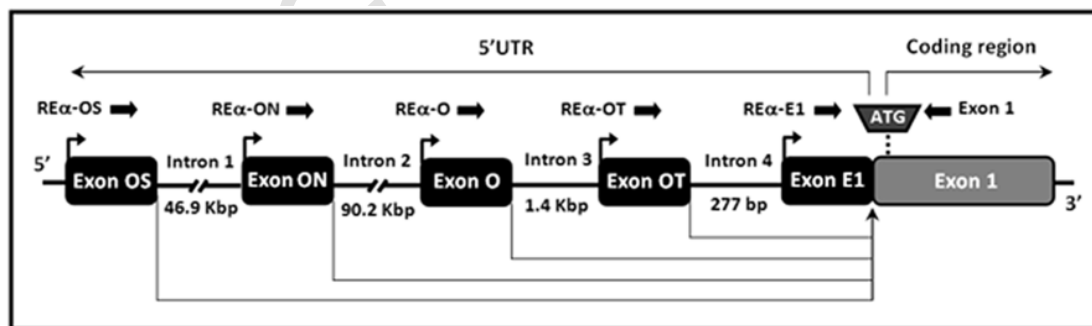 5'UTR
Coding region
REα-OS
REα-ON
REα-O
REα-OT
REα-E1
ATG
Exon 1
5'
Exon OS
Intron 1
46.9 Kbp
Exon ON
Intron 2
90.2 Kbp
Exon O
Intron 3
1.4 Kbp
Exon OT
Intron 4
277 bp
Exon E1
Exon 1
3'